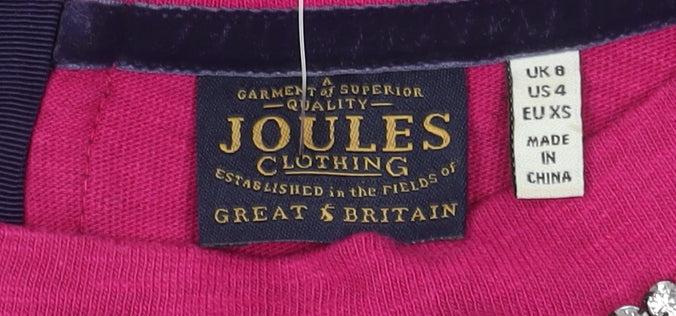 A
GARMENT of SUPERIOR
QUALITY
JOULES
CLOTHING
ESTABLISHED in the FIELDS of
GREAT BRITAIN
UK 8
US 4
EU XS
MADE
IN
CHINA